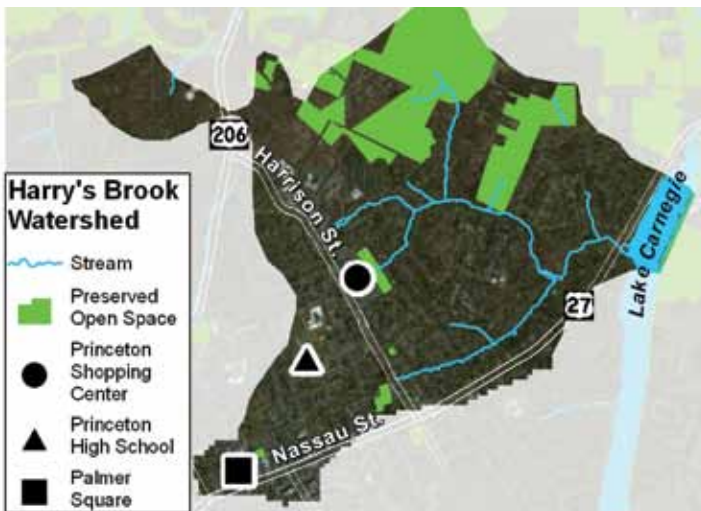 206
Harrison St.
Harry's Brook
Watershed
Stream
Preserved
Open Space
Princeton
Shopping
Center
Princeton
High School
Palmer
Square
Nassau St.
27
Lake Carnegie